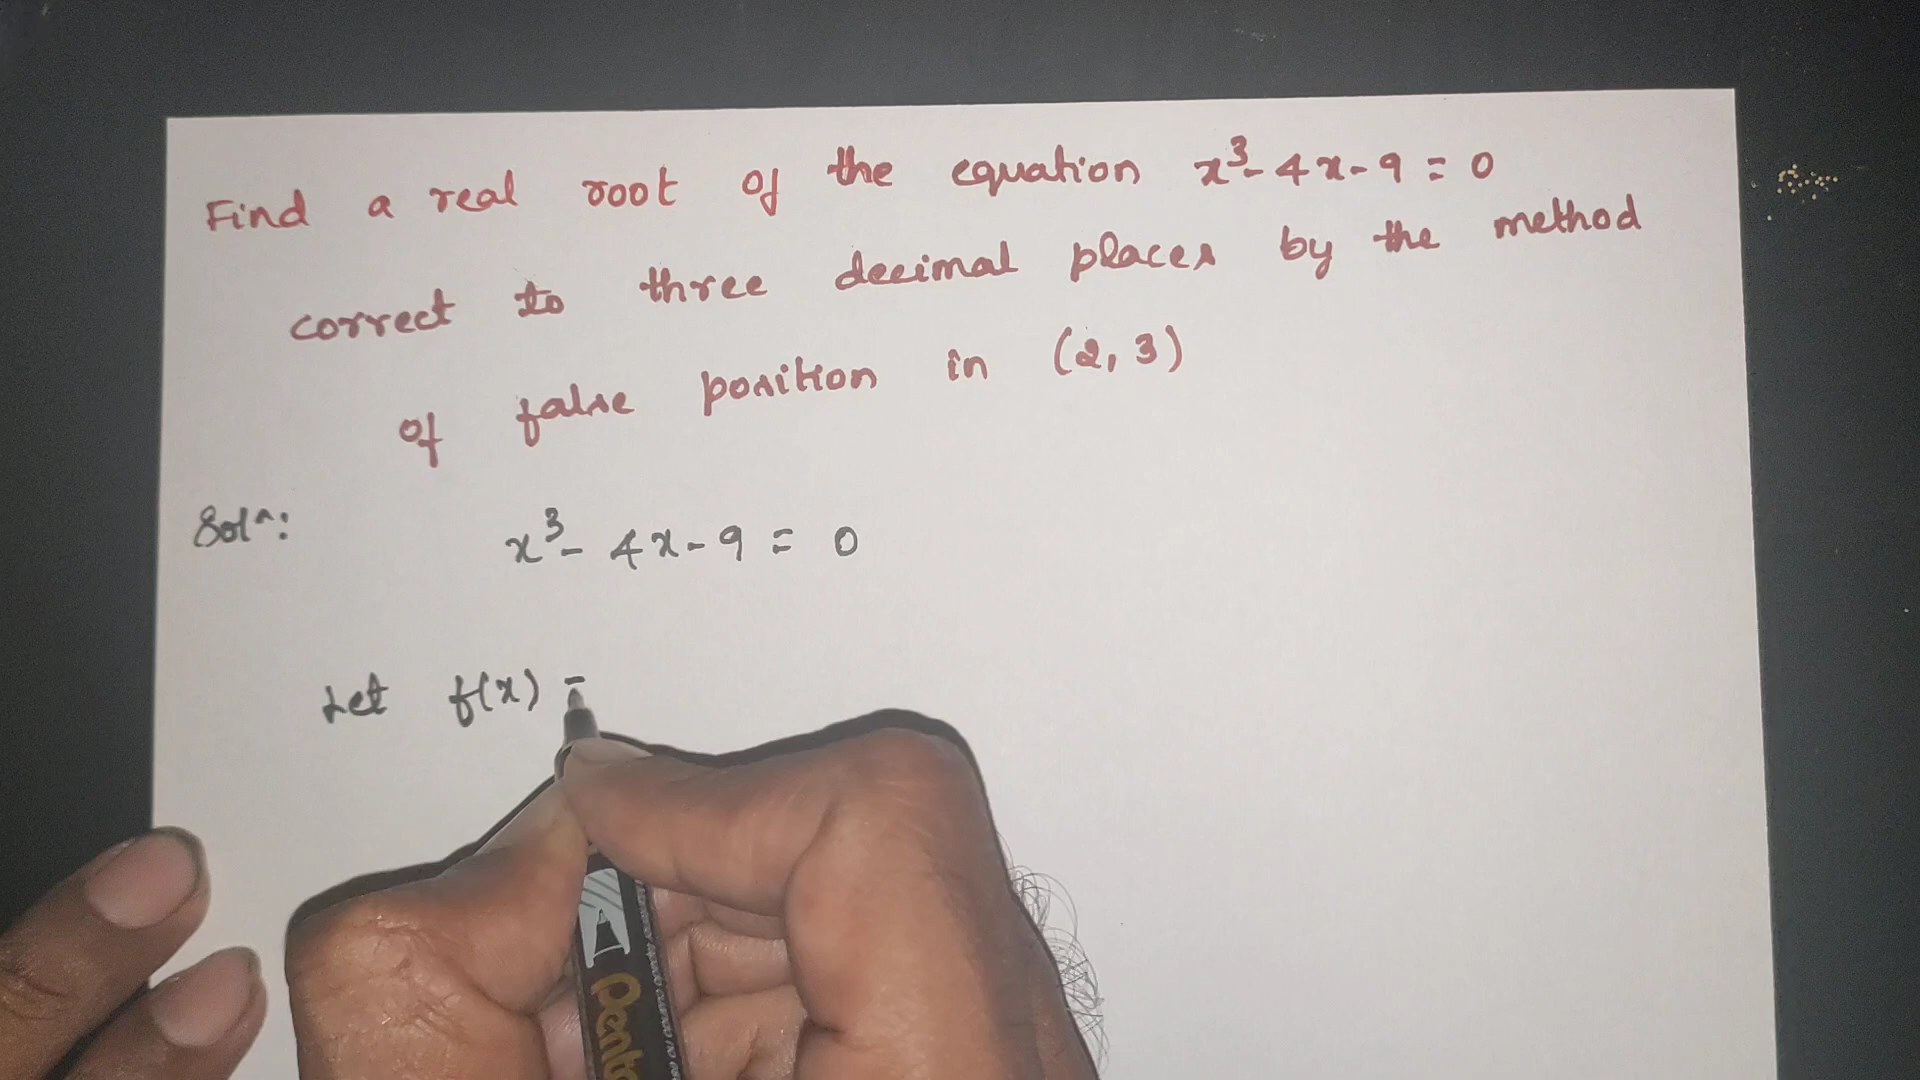 Find a real root of the equation x³- 4x-9 = 0
correct to three decimal places by the method
of false position in (2, 3)
Solⁿ: x³- 4x-9 = 0
Let f(x) =
Pente